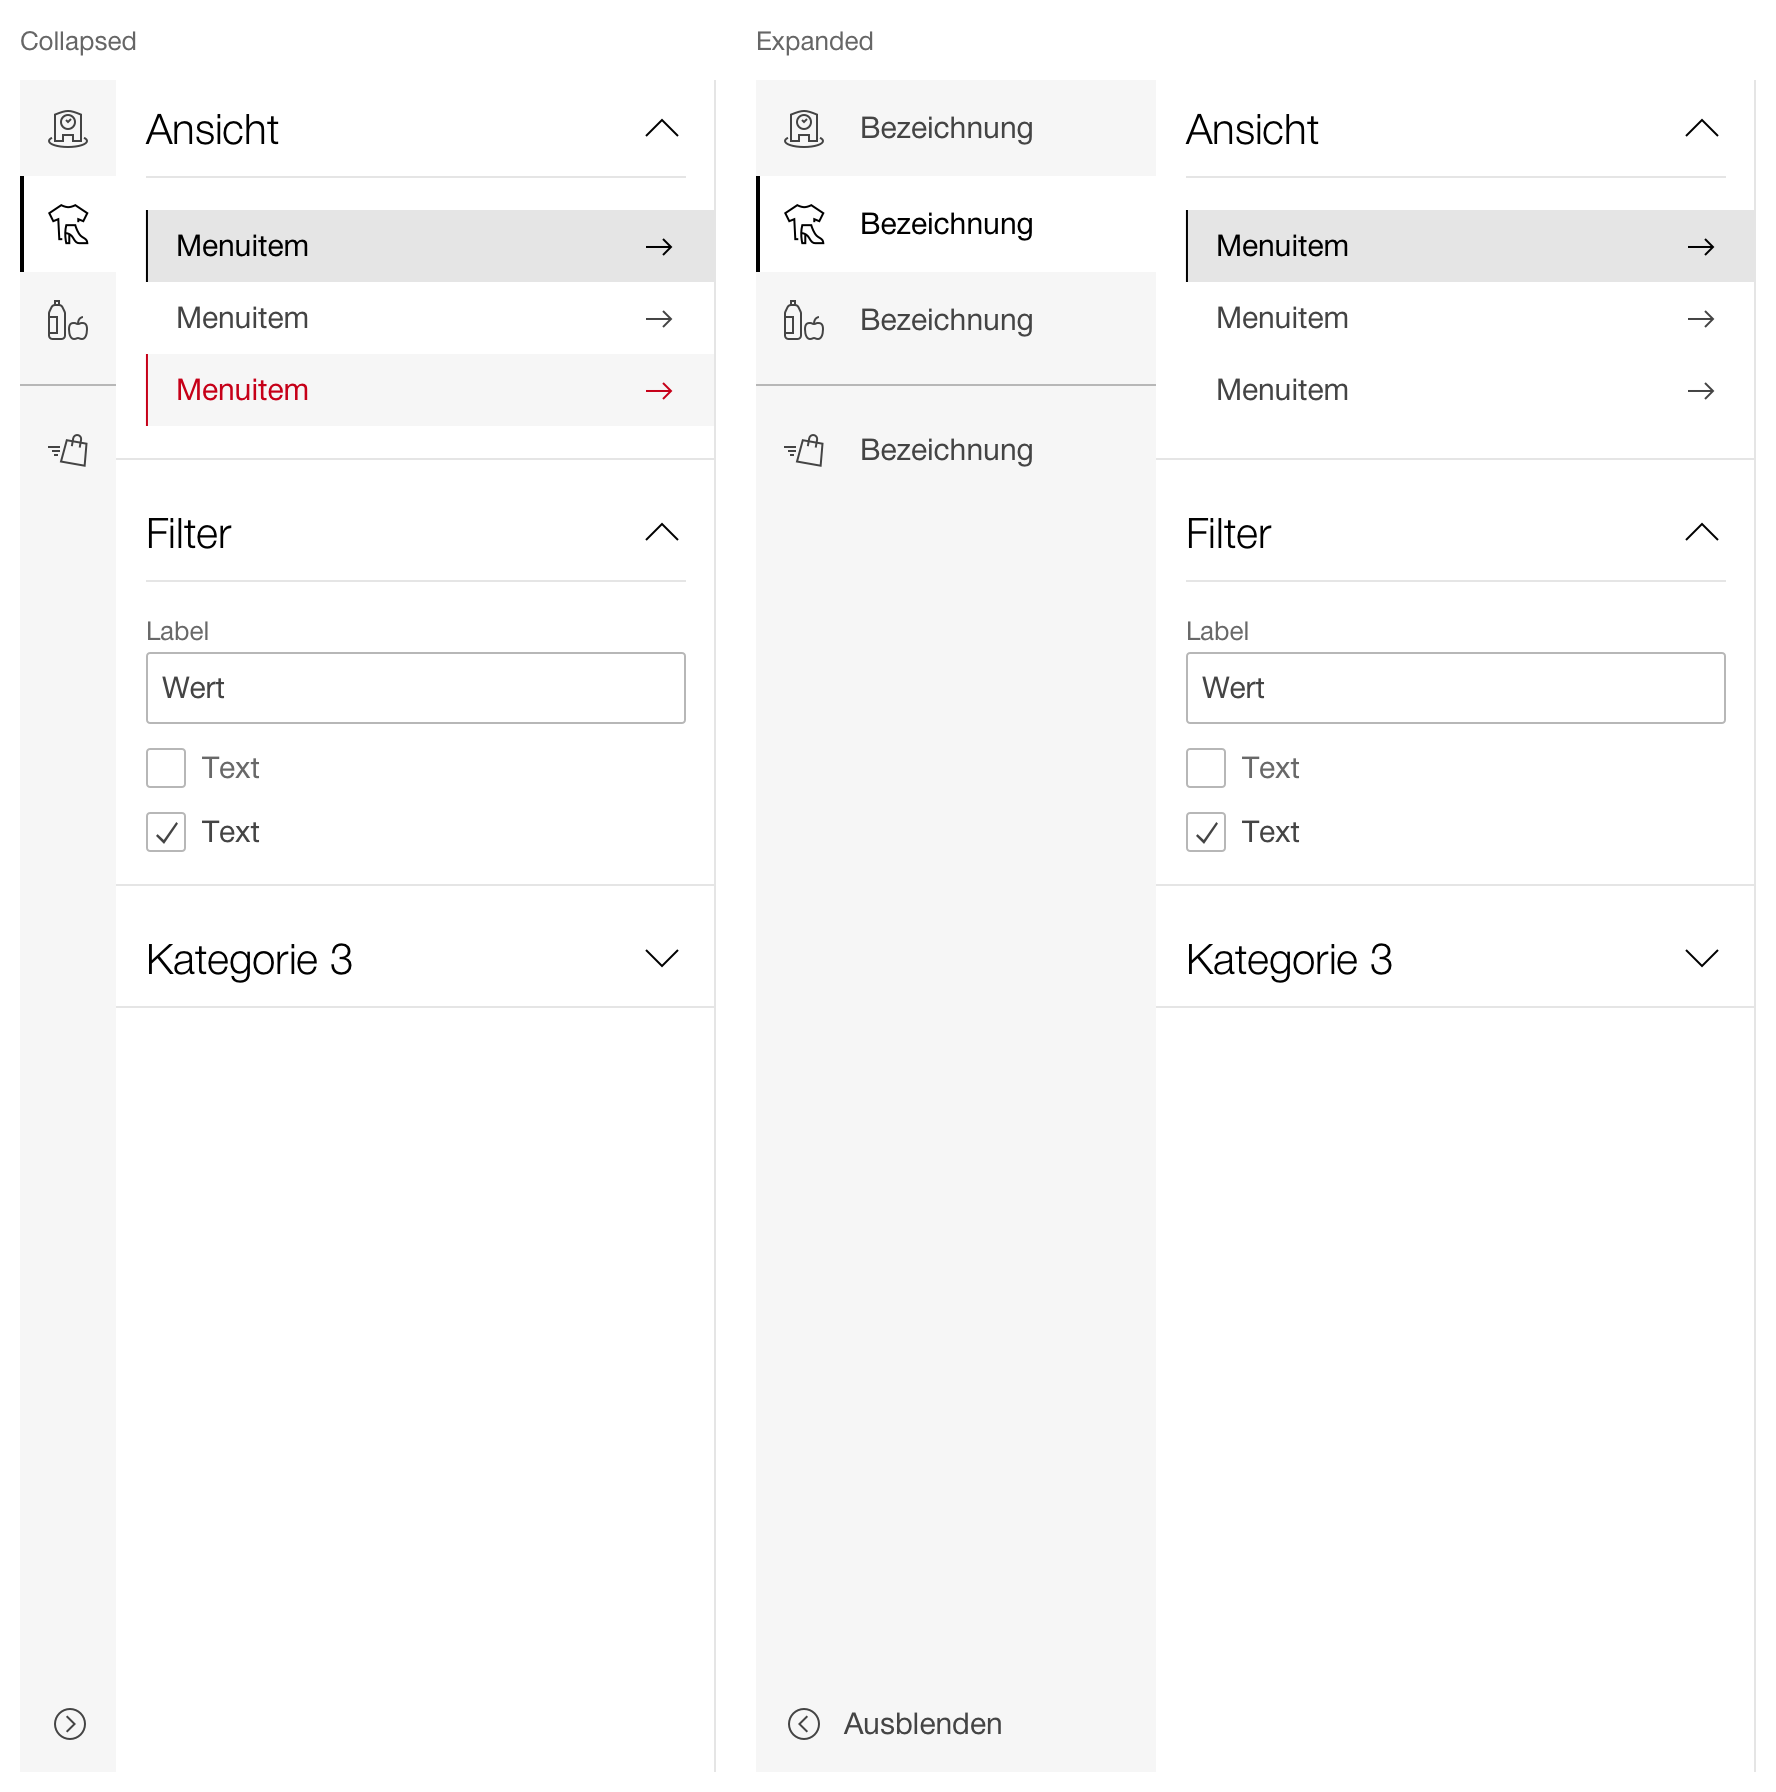 Collapsed
Ansicht
Menuitem
Menuitem
Menuitem
Filter
Label
Wert
Text
Text
Kategorie 3
Expanded
Bezeichnung
Bezeichnung
Bezeichnung
Bezeichnung
Ausblenden
Ansicht
Menuitem
Menuitem
Menuitem
Filter
Label
Wert
Text
Text
Kategorie 3